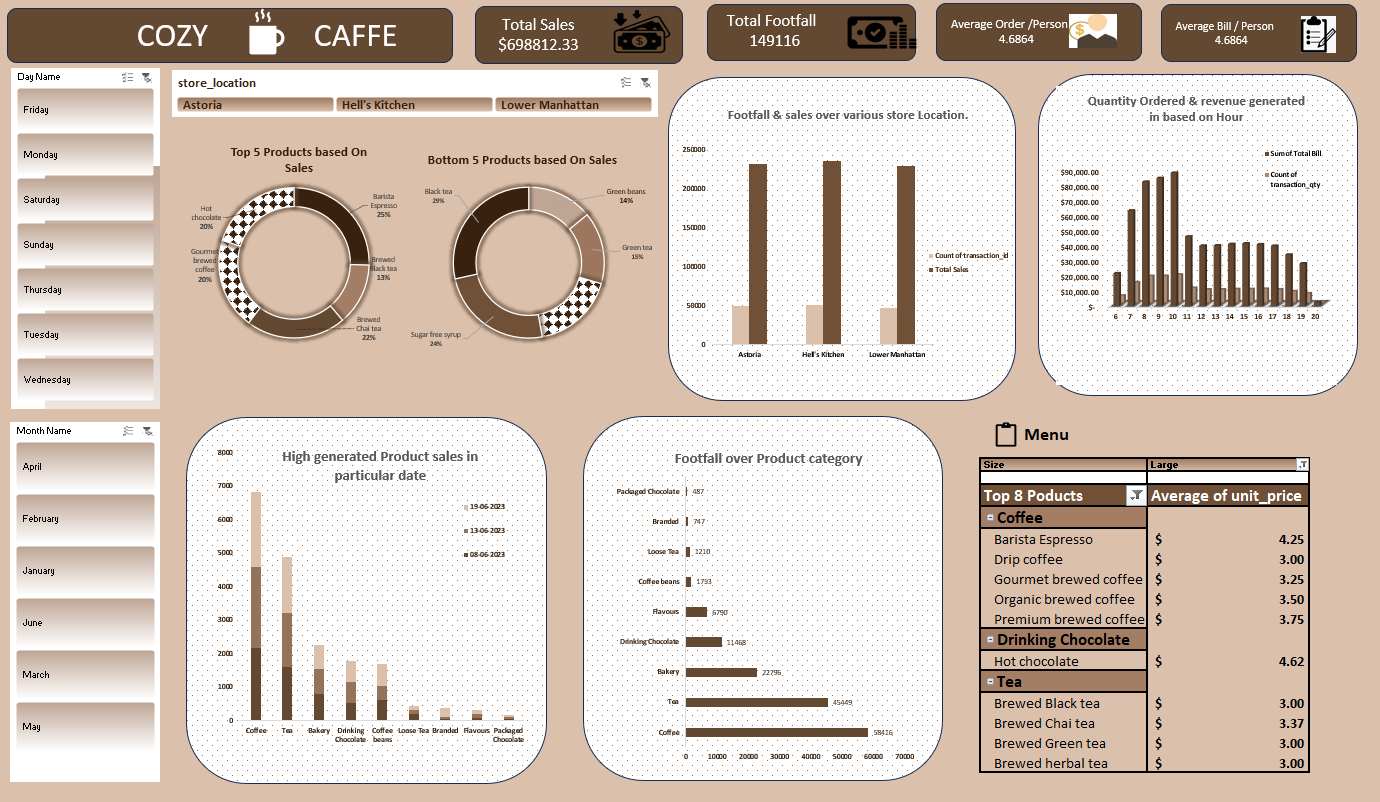 COZY CAFFE
Total Sales
$698812.33
Total Footfall
149116
Average Order /Person
4.6864
Average Bill / Person
4.6864
Day Name
Friday
Monday
Saturday
Sunday
Thursday
Tuesday
Wednesday
store_location
Astoria
Hell's Kitchen
Lower Manhattan
Top 5 Products based On
Sales
Barista
Espresso
25%
Brewed
Black tea
13%
Brewed
Chai tea
22%
Gourmet
brewed
coffee
20%
Hot
chocolate
20%
Bottom 5 Products based On Sales
Green beans
14%
Green tea
15%
Sugar free syrup
24%
Black tea
29%
Footfall & sales over various store Location.
250000
200000
150000
100000
50000
0
Astoria
Hell's Kitchen
Lower Manhattan
Count of transaction_id
Total Sales
Quantity Ordered & revenue generated
in based on Hour
Sum of Total Bill
Count of
transaction_qty
$90,000.00
$80,000.00
$70,000.00
$60,000.00
$50,000.00
$40,000.00
$30,000.00
$20,000.00
$10,000.00
$-
6 7 8 9 10 11 12 13 14 15 16 17 18 19 20
Month Name
April
February
January
June
March
May
High generated Product sales in
particular date
8000
7000
6000
5000
4000
3000
2000
1000
0
19-06-2023
13-06-2023
08-06-2023
Coffee
Tea
Bakery
Drinking
Chocolate
Coffee
beans
Loose Tea
Branded
Flavours
Packaged
Chocolate
Footfall over Product category
Packaged Chocolate 487
Branded 747
Loose Tea 1210
Coffee beans 1753
Flavours 6790
Drinking Chocolate 11468
Bakery 22796
Tea 45449
Coffee 58416
0 10000 20000 30000 40000 50000 60000 70000
Menu
Size Large
Top 8 Poducts Average of unit_price
Coffee
Barista Espresso $ 4.25
Drip coffee $ 3.00
Gourmet brewed coffee $ 3.25
Organic brewed coffee $ 3.50
Premium brewed coffee $ 3.75
Drinking Chocolate
Hot chocolate $ 4.62
Tea
Brewed Black tea $ 3.00
Brewed Chai tea $ 3.37
Brewed Green tea $ 3.00
Brewed herbal tea $ 3.00